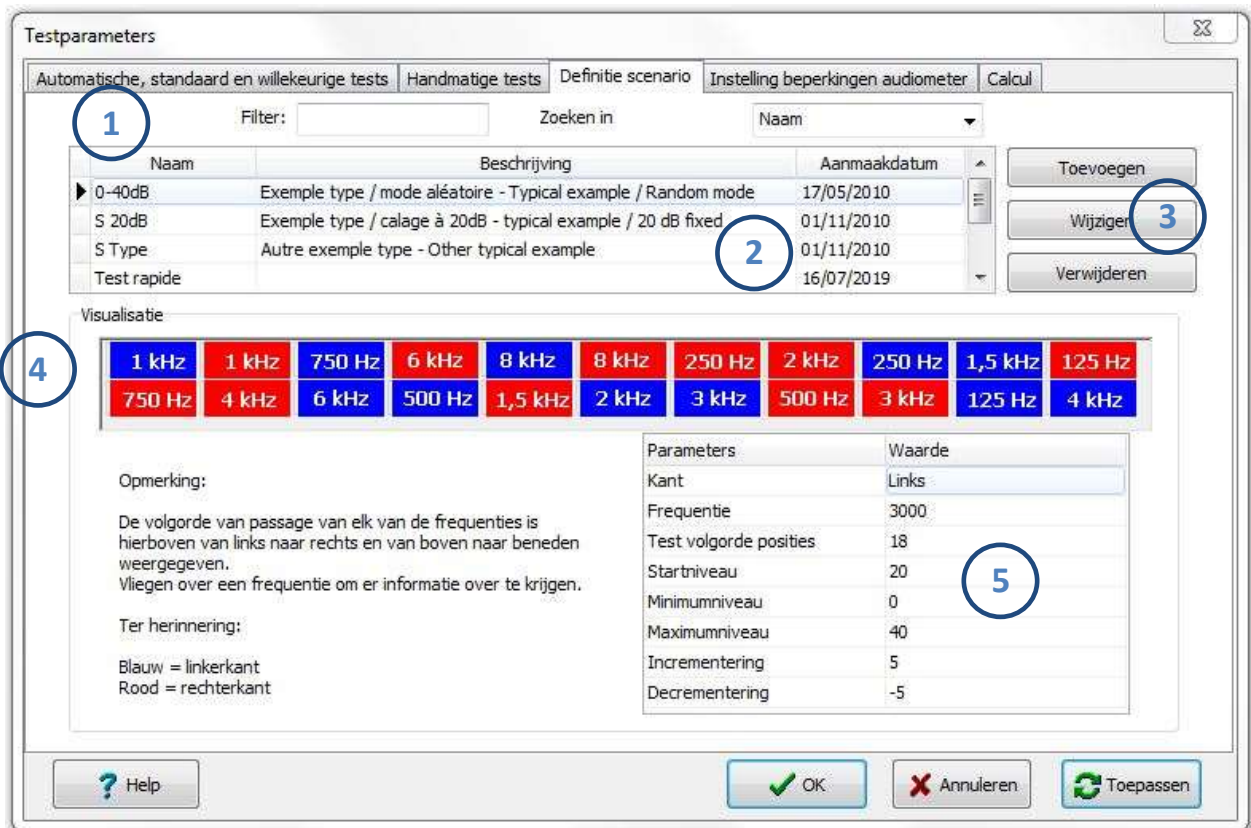 Testparameters
Automatische, standaard en willekeurige tests Handmatige tests Definitie scenario Instelling beperkingen audiometer Calcul
1 Filter: Zoeken in Naam
Naam Beschrijving Aanmaakdatum
0-40dB Exemple type / mode aléatoire - Typical example / Random mode 17/05/2010
S 20dB Exemple type / calage à 20dB - typical example / 20 dB fixed 01/11/2010
S Type Autre exemple type - Other typical example 01/11/2010
Test rapide 16/07/2019
2
Toevoegen
Wijzigen 3
Verwijderen
Visualisatie
4
1 kHz 1 kHz 750 Hz 6 kHz 8 kHz 8 kHz 250 Hz 2 kHz 250 Hz 1,5 kHz 125 Hz
750 Hz 4 kHz 6 kHz 500 Hz 1,5 kHz 2 kHz 3 kHz 500 Hz 3 kHz 125 Hz 4 kHz
Opmerking:
De volgorde van passage van elk van de frequenties is
hierboven van links naar rechts en van boven naar beneden
weergegeven.
Vliegen over een frequentie om er informatie over te krijgen.
Ter herinnering:
Blauw = linkerkant
Rood = rechterkant
Parameters Waarde
Kant Links
Frequentie 3000
Test volgorde posities 18
Startniveau 20
Minimumniveau 0
Maximumniveau 40
Incrementering 5
Decrementering -5
5
? Help OK Annuleren Toepassen